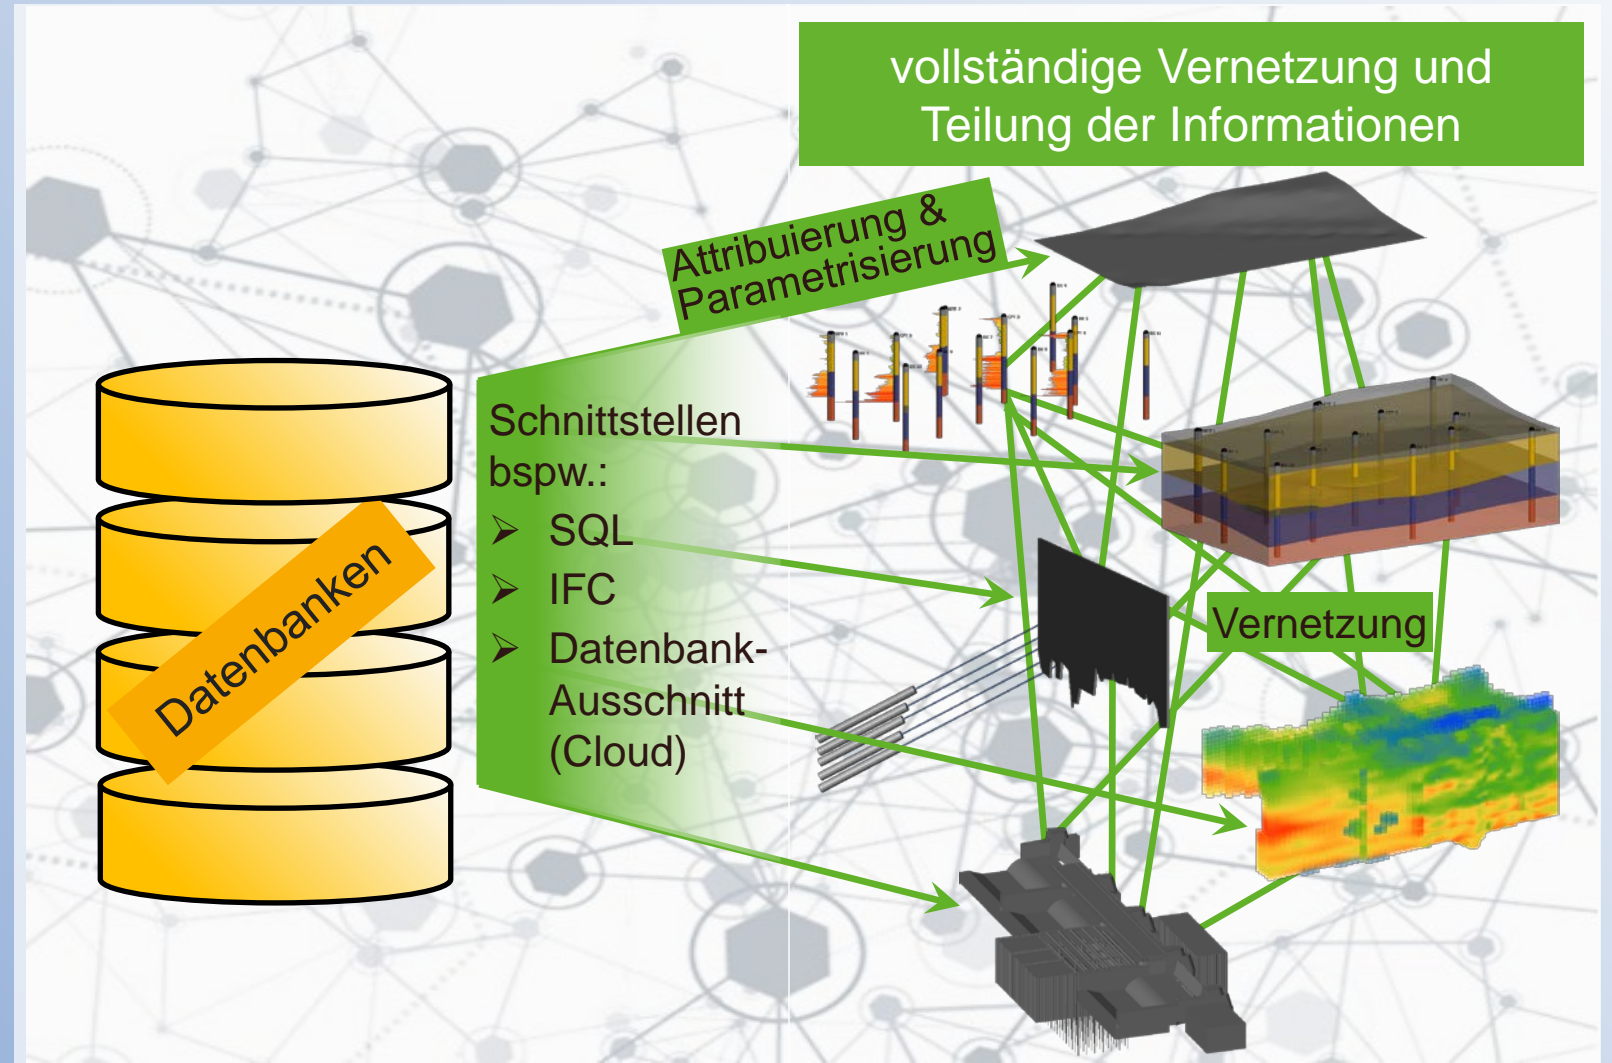 vollständige Vernetzung und
Teilung der Informationen
Attribuierung &
Parametrisierung
Schnittstellen
bspw.:
➢ SQL
➢ IFC
➢ Datenbank-
Ausschnitt
(Cloud)
Datenbanken
Vernetzung